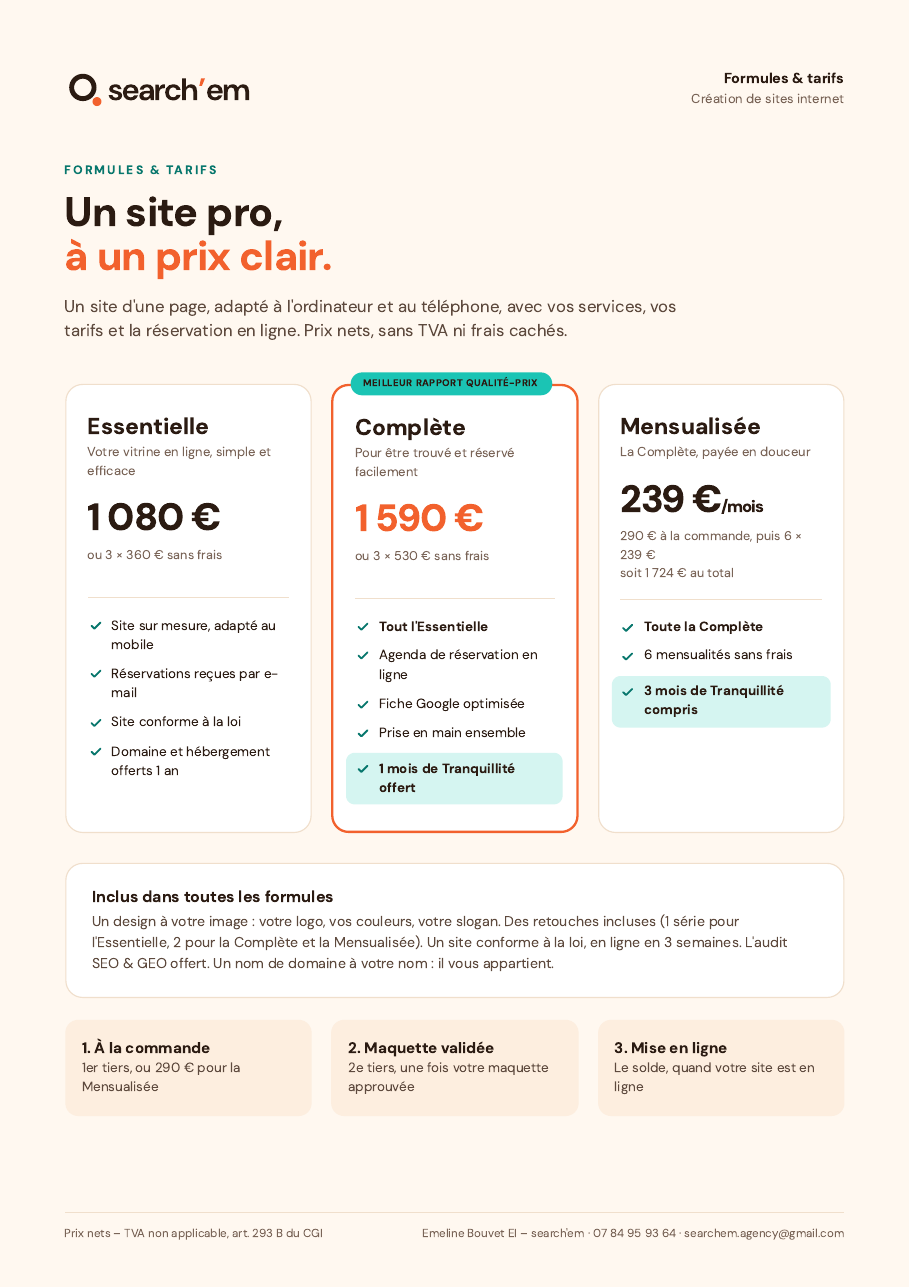 search'em
Formules & tarifs
Création de sites internet
FORMULES & TARIFS
Un site pro,
à un prix clair.
Un site d'une page, adapté à l'ordinateur et au téléphone, avec vos services, vos
tarifs et la réservation en ligne. Prix nets, sans TVA ni frais cachés.
Essentielle
Votre vitrine en ligne, simple et
efficace
1 080 €
ou 3 × 360 € sans frais
Site sur mesure, adapté au
mobile
Réservations reçues par e-
mail
Site conforme à la loi
Domaine et hébergement
offerts 1 an
MEILLEUR RAPPORT QUALITÉ-PRIX
Complète
Pour être trouvé et réservé
facilement
1 590 €
ou 3 × 530 € sans frais
Tout l'Essentielle
Agenda de réservation en
ligne
Fiche Google optimisée
Prise en main ensemble
1 mois de Tranquillité
offert
Mensualisée
La Complète, payée en douceur
239 €/mois
290 € à la commande, puis 6 ×
239 €
soit 1 724 € au total
Toute la Complète
6 mensualités sans frais
3 mois de Tranquillité
compris
Inclus dans toutes les formules
Un design à votre image : votre logo, vos couleurs, votre slogan. Des retouches incluses (1 série pour
l'Essentielle, 2 pour la Complète et la Mensualisée). Un site conforme à la loi, en ligne en 3 semaines. L'audit
SEO & GEO offert. Un nom de domaine à votre nom : il vous appartient.
1. À la commande
1er tiers, ou 290 € pour la
Mensualisée
2. Maquette validée
2e tiers, une fois votre maquette
approuvée
3. Mise en ligne
Le solde, quand votre site est en
ligne
Prix nets – TVA non applicable, art. 293 B du CGI
Emeline Bouvet EI – search'em · 07 84 95 93 64 · searchem.agency@gmail.com